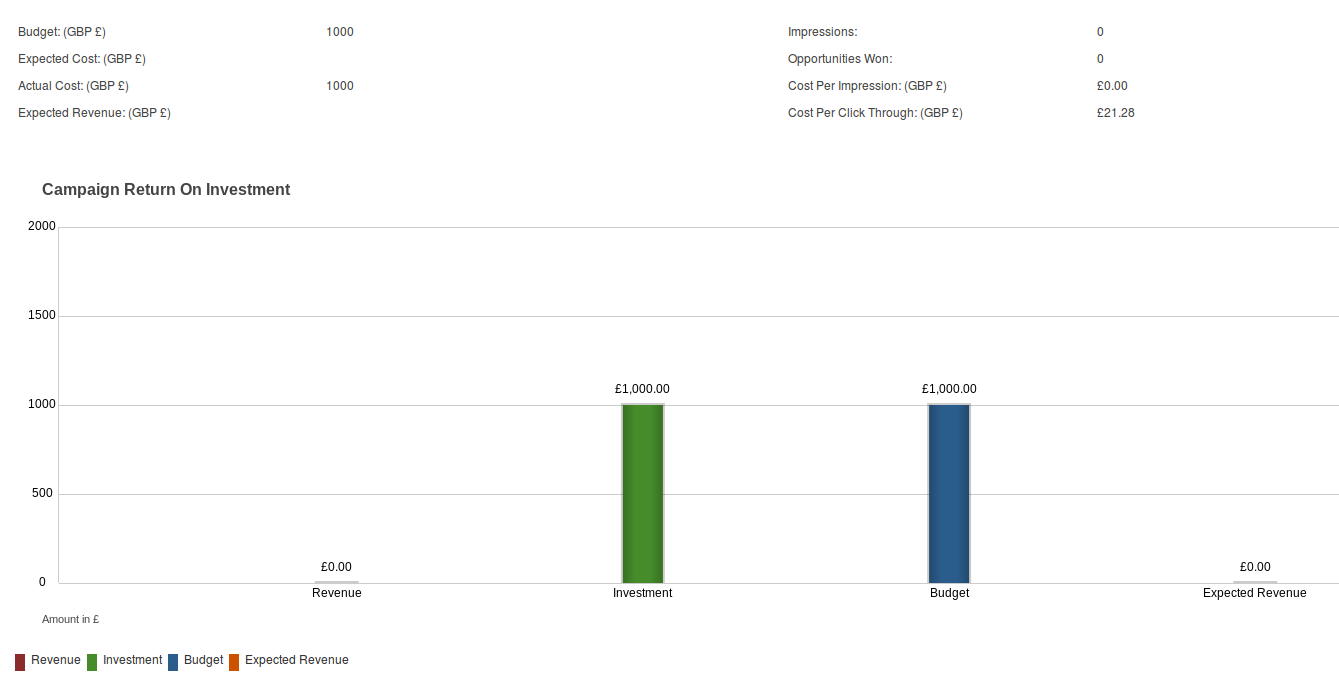 Budget: (GBP £) 1000 Impressions: 0
Expected Cost: (GBP £) Opportunities Won: 0
Actual Cost: (GBP £) 1000 Cost Per Impression: (GBP £) £0.00
Expected Revenue: (GBP £) Cost Per Click Through: (GBP £) £21.28
Campaign Return On Investment
2000
1500
£1,000.00 £1,000.00
1000
500
£0.00 £0.00
0
Revenue Investment Budget Expected Revenue
Amount in £
Revenue Investment Budget Expected Revenue